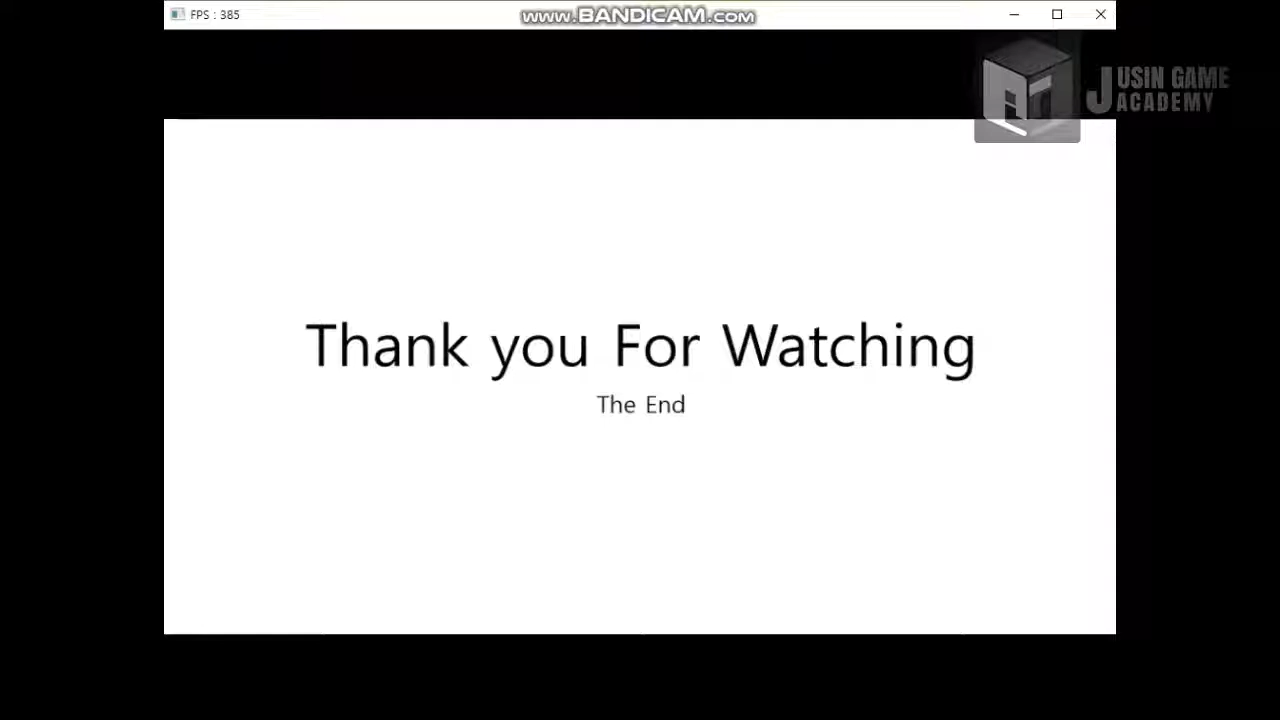 FPS : 385
www.BANDICAM.com
JUSIN GAME
ACADEMY
Thank you For Watching
The End